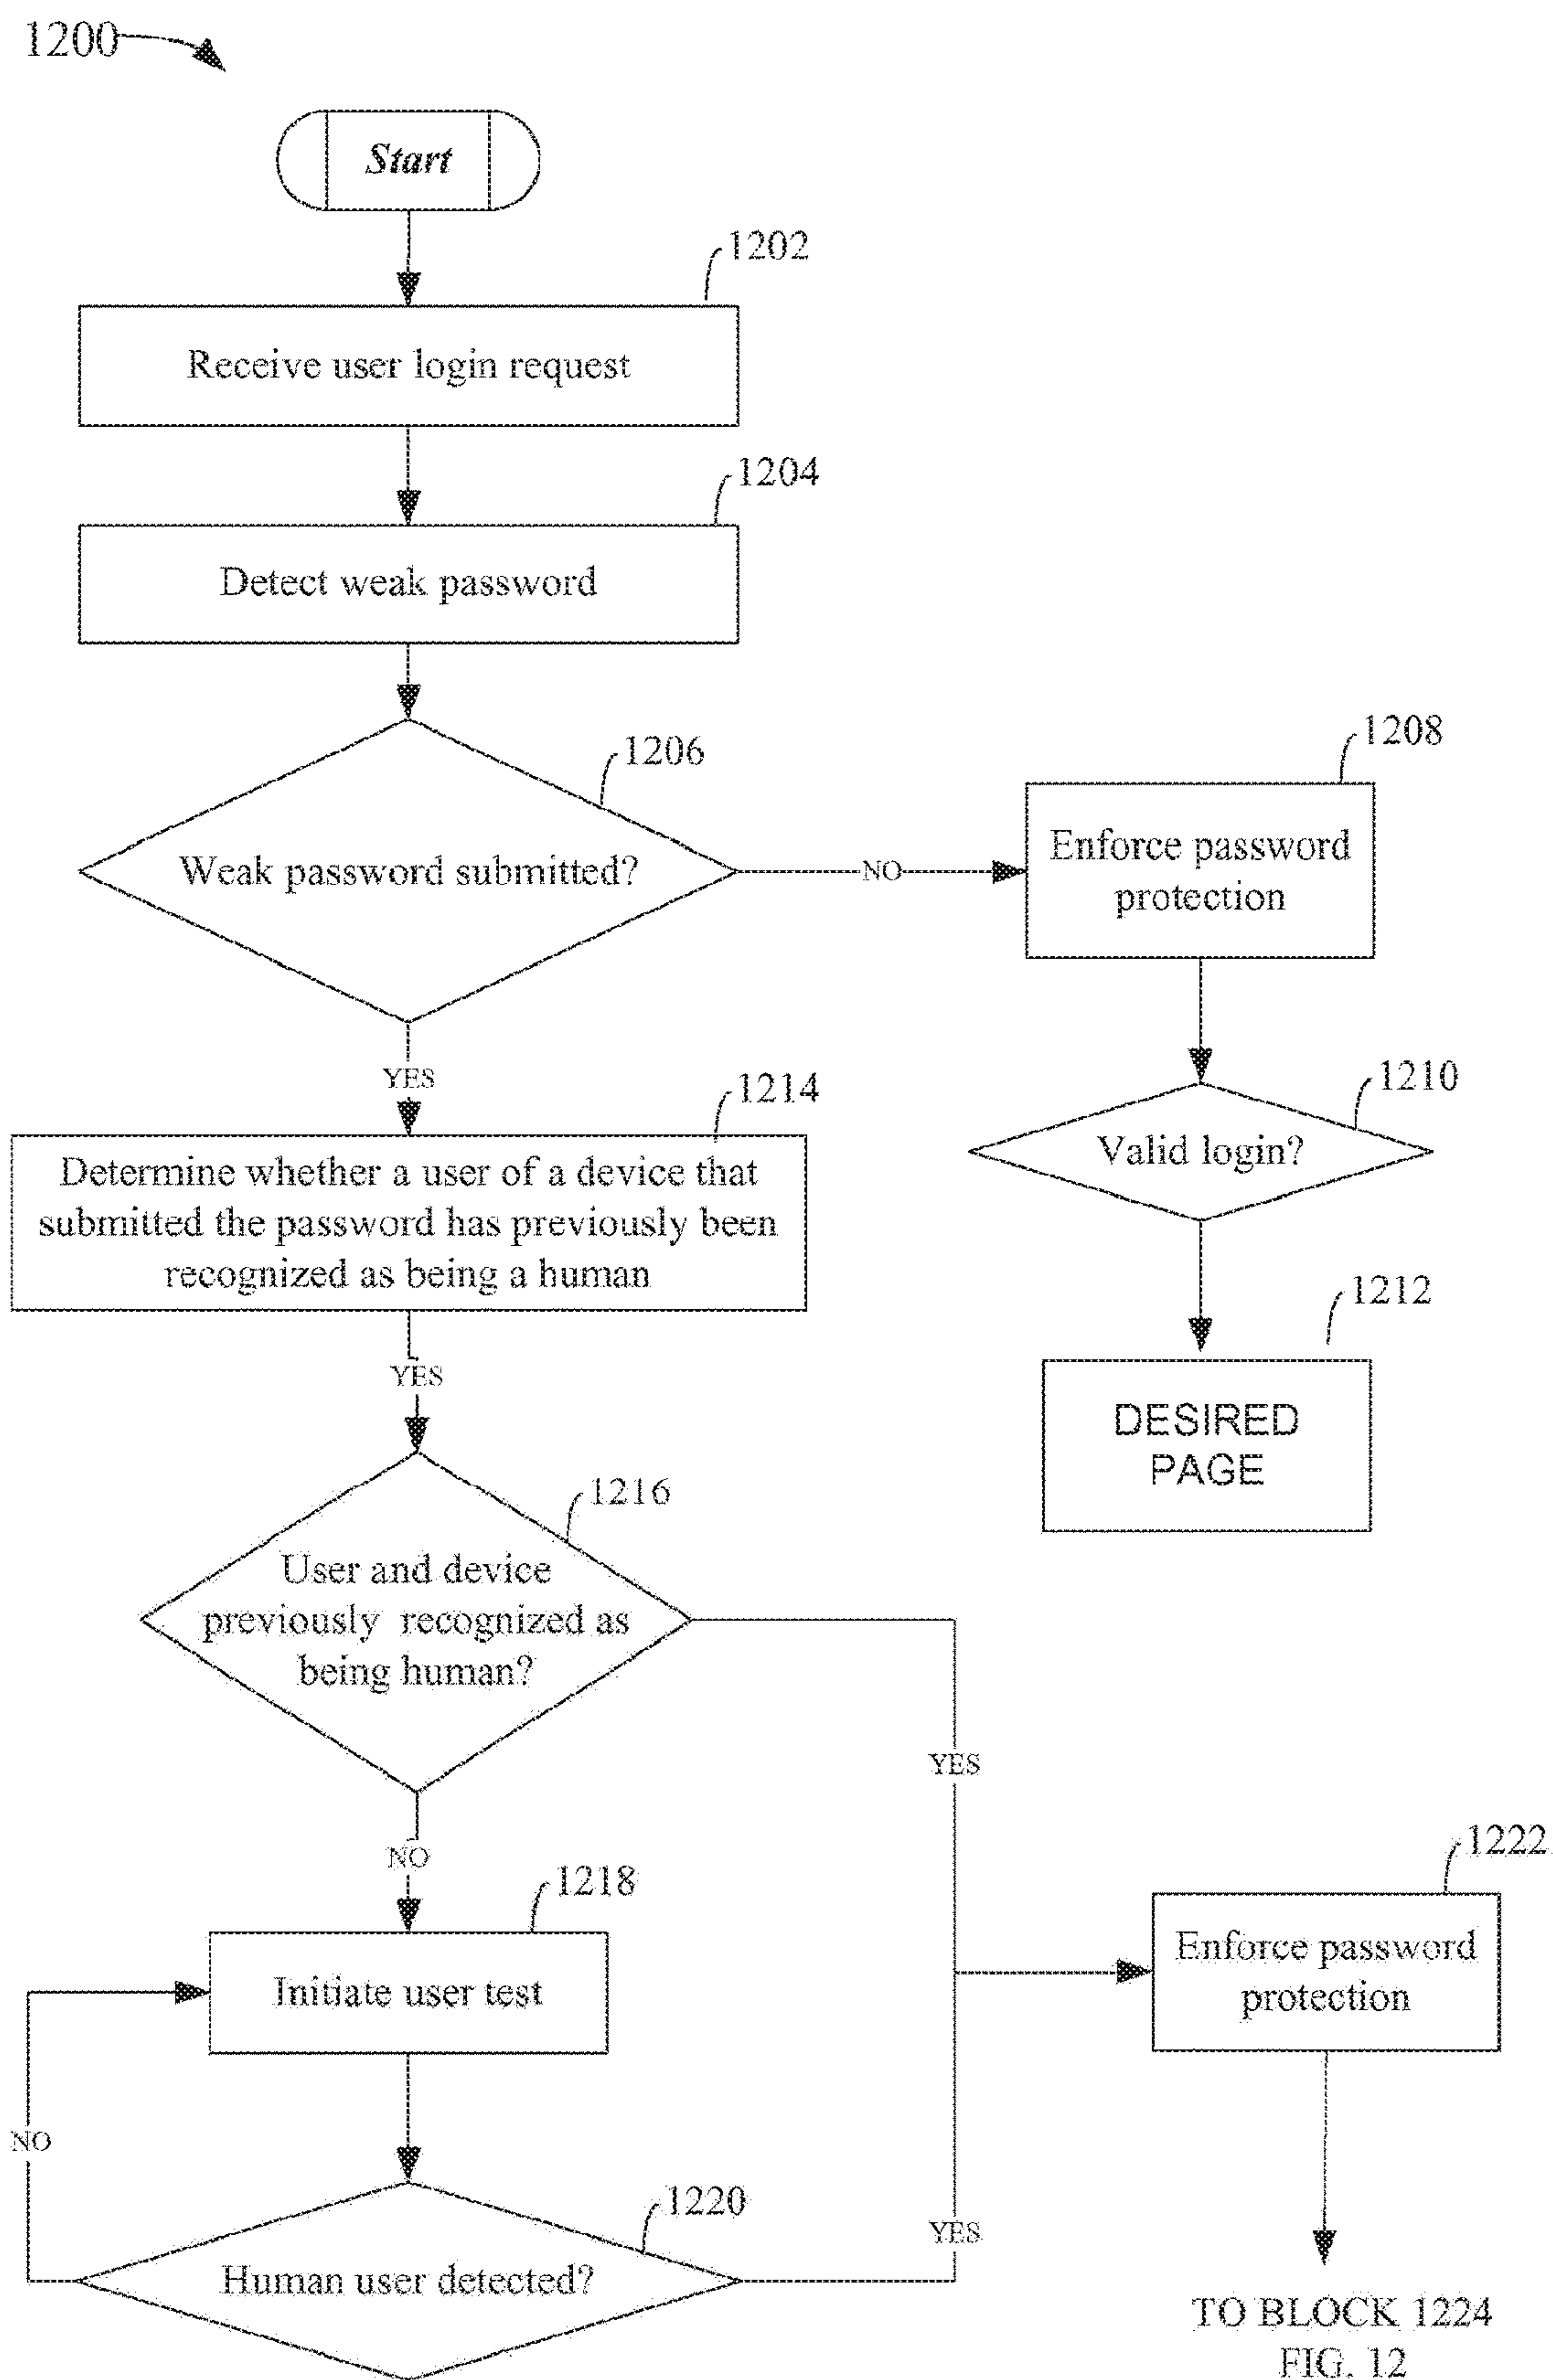 1200
Start
1202
Receive user login request
1204
Detect weak password
1206
Weak password submitted?
NO
1208
Enforce password
protection
YES
1210
Valid login?
1212
DESIRED
PAGE
1214
Determine whether a user of a device that
submitted the password has previously been
recognized as being a human
YES
1216
User and device
previously recognized as
being human?
YES
NO
1218
Initiate user test
NO
1220
Human user detected?
YES
1222
Enforce password
protection
TO BLOCK 1224
FIG. 12